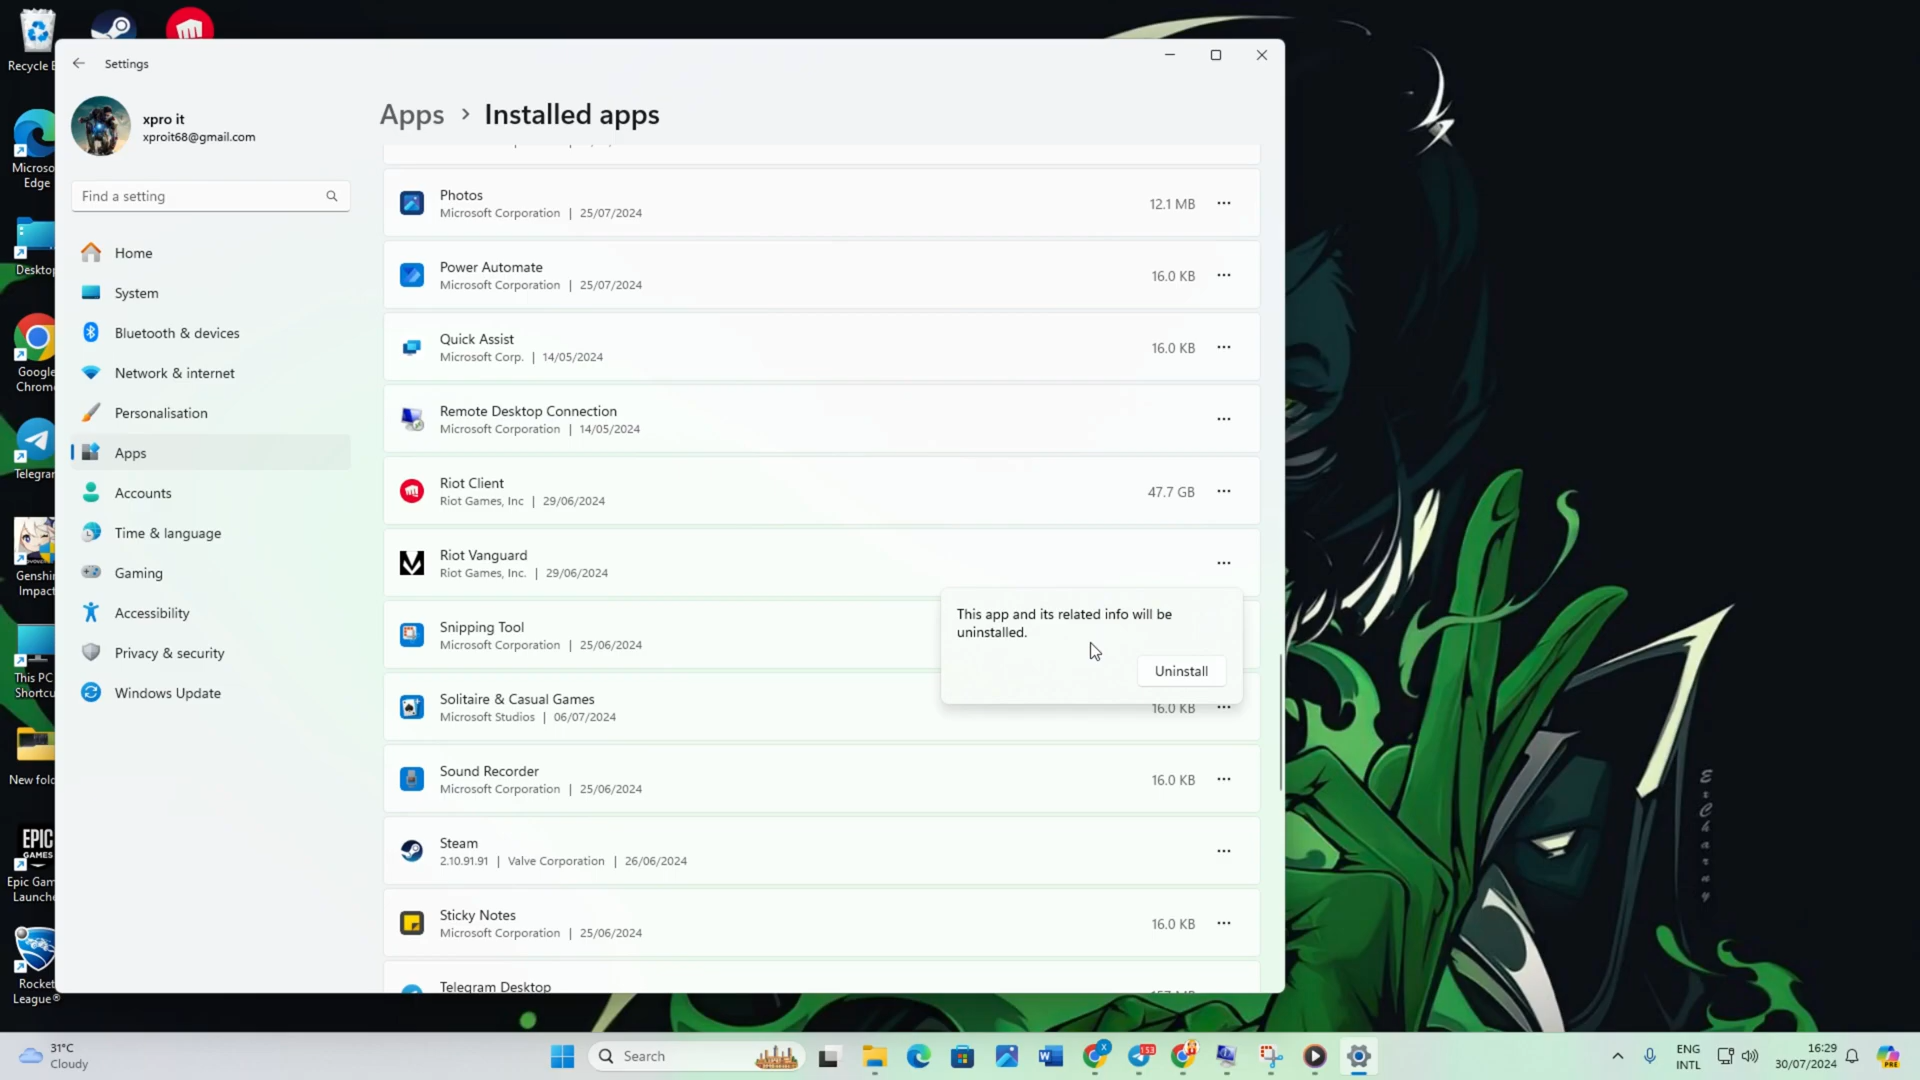 Recycle
Microso
Edge
Desktop
Google
Chrom
Telegram
Genshi
Impact
This PC
Shortcu
New fold
EPIC
GAMES
Epic Gam
Launche
Rocket
League®
Settings
xpro it
xproit68@gmail.com
Find a setting
Home
System
Bluetooth & devices
Network & internet
Personalisation
Apps
Accounts
Time & language
Gaming
Accessibility
Privacy & security
Windows Update
Apps > Installed apps
Photos
Microsoft Corporation | 25/07/2024
12.1 MB
Power Automate
Microsoft Corporation | 25/07/2024
16.0 KB
Quick Assist
Microsoft Corp. | 14/05/2024
16.0 KB
Remote Desktop Connection
Microsoft Corporation | 14/05/2024
Riot Client
Riot Games, Inc | 29/06/2024
47.7 GB
Riot Vanguard
Riot Games, Inc. | 29/06/2024
This app and its related info will be
uninstalled.
Uninstall
Snipping Tool
Microsoft Corporation | 25/06/2024
Solitaire & Casual Games
Microsoft Studios | 06/07/2024
16.0 KB
Sound Recorder
Microsoft Corporation | 25/06/2024
16.0 KB
Steam
2.10.91.91 | Valve Corporation | 26/06/2024
Sticky Notes
Microsoft Corporation | 25/06/2024
16.0 KB
Telegram Desktop
ErCharny
31°C
Cloudy
Search
153
ENG
INTL
16:29
30/07/2024
PRE